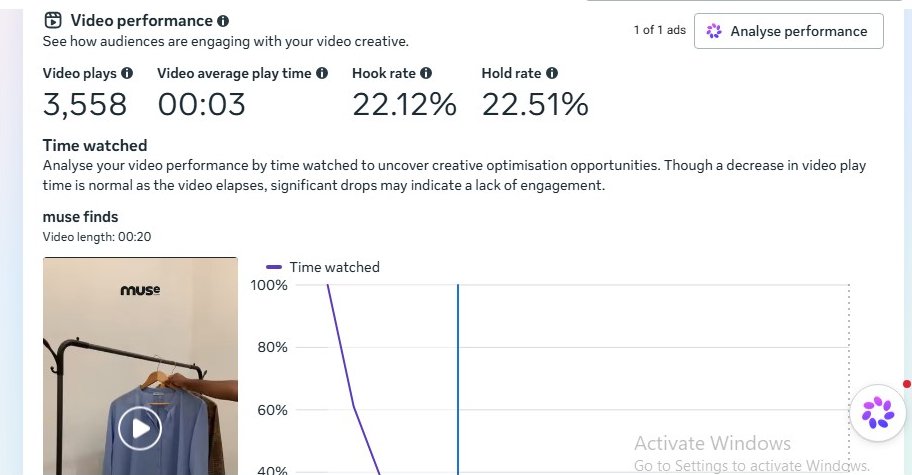 Video performance
See how audiences are engaging with your video creative.
1 of 1 ads
Analyse performance
Video plays
Video average play time
Hook rate
Hold rate
3,558
00:03
22.12%
22.51%
Time watched
Analyse your video performance by time watched to uncover creative optimisation opportunities. Though a decrease in video play
time is normal as the video elapses, significant drops may indicate a lack of engagement.
muse finds
Video length: 00:20
muse
Time watched
100%
80%
60%
40%
Activate Windows
Go to Settings to activate Windows.